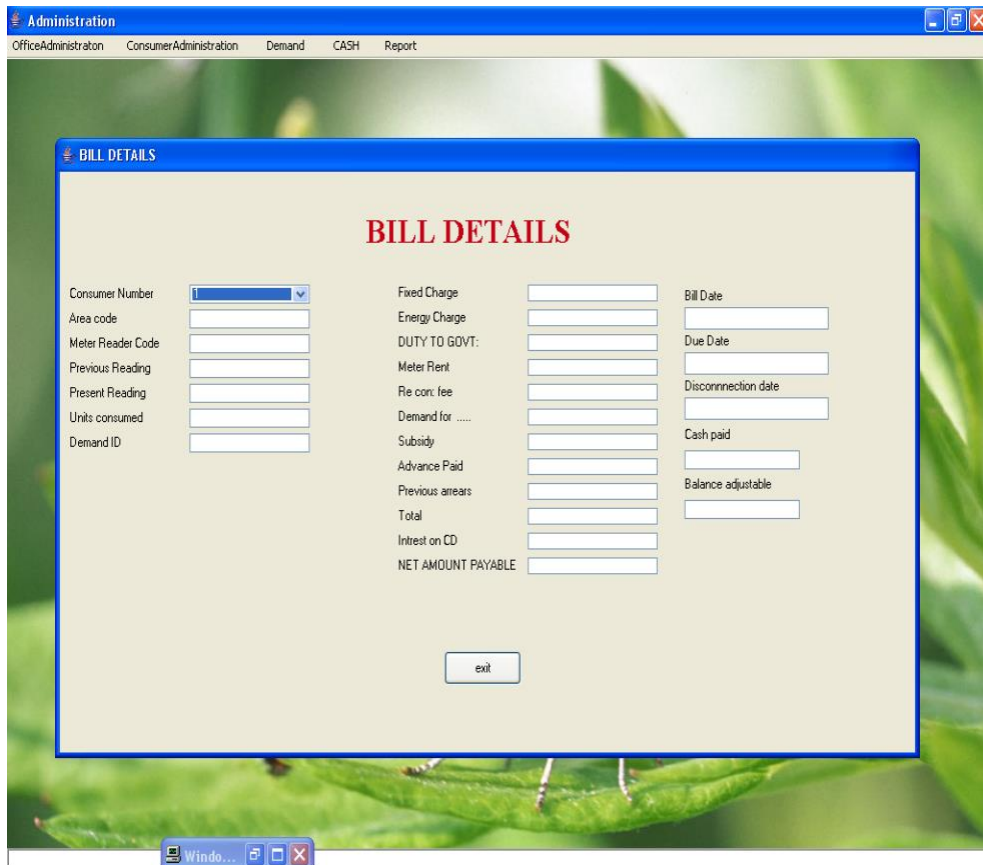 Administration
OfficeAdministraton ConsumerAdministration Demand CASH Report
BILL DETAILS
BILL DETAILS
Consumer Number 1
Area code
Meter Reader Code
Previous Reading
Present Reading
Units consumed
Demand ID
Fixed Charge
Energy Charge
DUTY TO GOVT:
Meter Rent
Re con: fee
Demand for .....
Subsidy
Advance Paid
Previous arrears
Total
Intrest on CD
NET AMOUNT PAYABLE
Bill Date
Due Date
Disconnnection date
Cash paid
Balance adjustable
exit
Windo...